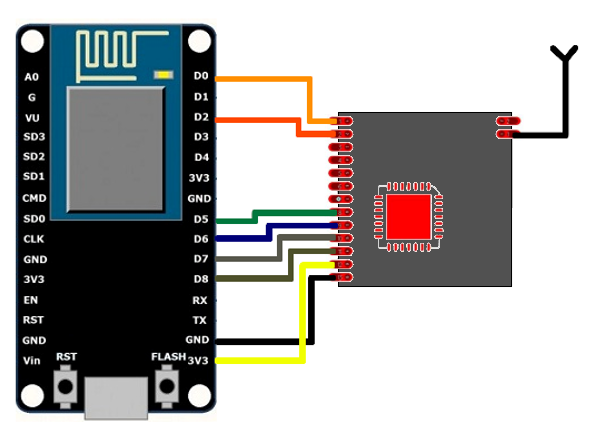 A0 D0
G D1
VU D2
SD3 D3
SD2 D4
SD1 3V3
CMD GND
SD0 D5
CLK D6
GND D7
3V3 D8
EN RX
RST TX
GND GND
Vin RST FLASH 3V3